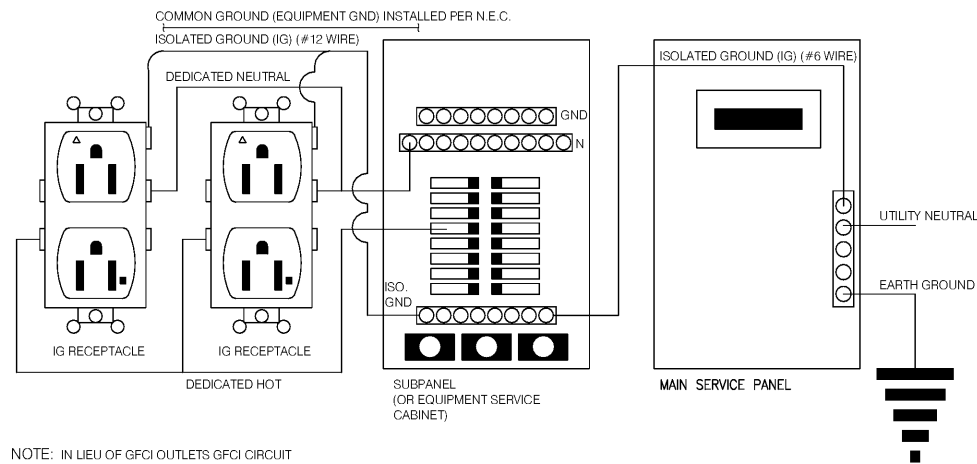 COMMON GROUND (EQUIPMENT GND) INSTALLED PER N.E.C.
ISOLATED GROUND (IG) (#12 WIRE)
DEDICATED NEUTRAL
ISOLATED GROUND (IG) (#6 WIRE)
GND
N
UTILITY NEUTRAL
EARTH GROUND
ISO.
GND
IG RECEPTACLE
IG RECEPTACLE
DEDICATED HOT
SUBPANEL
(OR EQUIPMENT SERVICE
CABINET)
MAIN SERVICE PANEL
NOTE: IN LIEU OF GFCI OUTLETS GFCI CIRCUIT